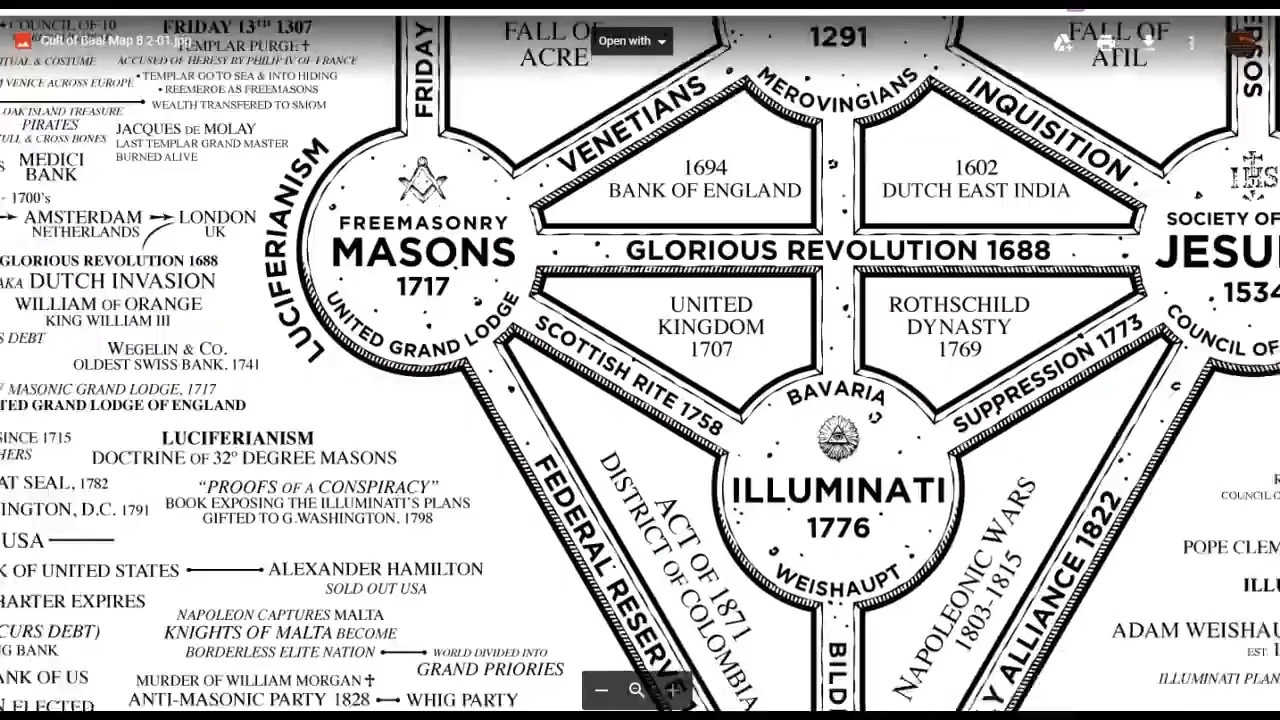 COUNCIL OF 10
FRIDAY 13TH 1307
TEMPLAR PURGE †
Cult of Baal Map 8 2-01.jpg
RITUAL & COSTUME
ACCUSED OF HERESY BY PHILIP IV OF FRANCE
VENICE ACROSS EUROPE
• TEMPLAR GO TO SEA & INTO HIDING
• REEMERGE AS FREEMASONS
WEALTH TRANSFERED TO SMOM
OAK ISLAND TREASURE
PIRATES
SKULL & CROSS BONES
JACQUES DE MOLAY
LAST TEMPLAR GRAND MASTER
BURNED ALIVE
MEDICI
BANK
1700's
AMSTERDAM
NETHERLANDS
LONDON
UK
GLORIOUS REVOLUTION 1688
AKA DUTCH INVASION
WILLIAM OF ORANGE
KING WILLIAM III
S DEBT
WEGELIN & CO.
OLDEST SWISS BANK, 1741
MASONIC GRAND LODGE, 1717
TED GRAND LODGE OF ENGLAND
SINCE 1715
HERS
LUCIFERIANISM
DOCTRINE OF 32º DEGREE MASONS
AT SEAL, 1782
INGTON, D.C. 1791
"PROOFS OF A CONSPIRACY"
BOOK EXPOSING THE ILLUMINATI'S PLANS
GIFTED TO G.WASHINGTON, 1798
USA
K OF UNITED STATES
ALEXANDER HAMILTON
SOLD OUT USA
HARTER EXPIRES
CURS DEBT)
NG BANK
NAPOLEON CAPTURES MALTA
KNIGHTS OF MALTA BECOME
BORDERLESS ELITE NATION
WORLD DIVIDED INTO
GRAND PRIORIES
ANK OF US
N ELECTED
MURDER OF WILLIAM MORGAN †
ANTI-MASONIC PARTY 1828
WHIG PARTY
FRIDAY
FALL OF
ACRE
Open with
1291
FALL OF
LUCIFERIANISM
FREEMASONRY
MASONS
1717
UNITED GRAND LODGE
VENETIANS
MEROVINGIANS
INQUISITION
1694
BANK OF ENGLAND
1602
DUTCH EAST INDIA
GLORIOUS REVOLUTION 1688
UNITED
KINGDOM
1707
ROTHSCHILD
DYNASTY
1769
SCOTTISH RITE 1758
SUPPRESSION 1773
BAVARIA
ILLUMINATI
1776
WEISHAUPT
FEDERAL RESERVE
ACT OF 1871
DISTRICT OF COLOMBIA
NAPOLEONIC WARS
1803-1815
Y ALLIANCE 1822
BILD
ERSOS
IHS
SOCIETY OF
JESU
1534
COUNCIL OF
COUNCIL O
POPE CLEM
ILLU
ADAM WEISHAU
EST. 1
ILLUMINATI PLAN